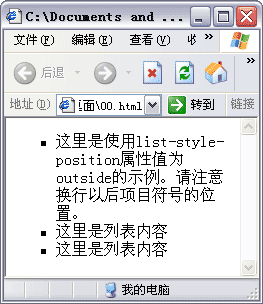 C:\Documents and ...
文件(F) 编辑(E) 查看(V) »
后退 »
地址(D) 面\00.html 转到 链接
这里是使用list-style-
position属性值为
outside的示例。请注意
换行以后项目符号的位
置。
这里是列表内容
这里是列表内容
我的电脑